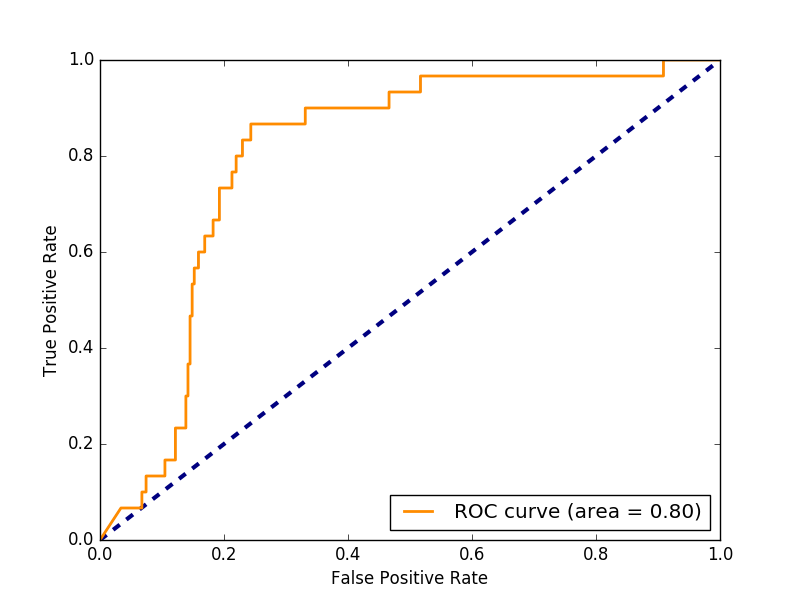 1.0
0.8
0.6
0.4
0.2
0.0
True Positive Rate
ROC curve (area = 0.80)
0.0 0.2 0.4 0.6 0.8 1.0
False Positive Rate